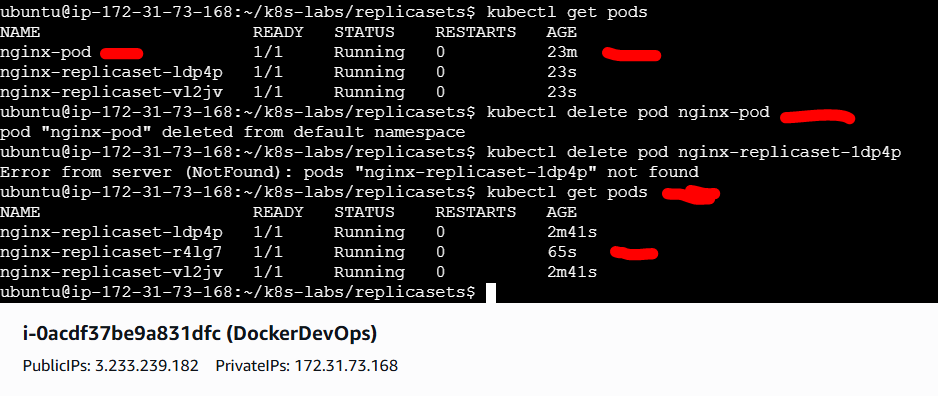 ubuntu@ip-172-31-73-168:~/k8s-labs/replicasets$ kubectl get pods
NAME READY STATUS RESTARTS AGE
nginx-pod 1/1 Running 0 23m
nginx-replicaset-ldp4p 1/1 Running 0 23s
nginx-replicaset-vl2jv 1/1 Running 0 23s
ubuntu@ip-172-31-73-168:~/k8s-labs/replicasets$ kubectl delete pod nginx-pod
pod "nginx-pod" deleted from default namespace
ubuntu@ip-172-31-73-168:~/k8s-labs/replicasets$ kubectl delete pod nginx-replicaset-1dp4p
Error from server (NotFound): pods "nginx-replicaset-1dp4p" not found
ubuntu@ip-172-31-73-168:~/k8s-labs/replicasets$ kubectl get pods
NAME READY STATUS RESTARTS AGE
nginx-replicaset-ldp4p 1/1 Running 0 2m41s
nginx-replicaset-r4lg7 1/1 Running 0 65s
nginx-replicaset-vl2jv 1/1 Running 0 2m41s
ubuntu@ip-172-31-73-168:~/k8s-labs/replicasets$
i-0acdf37be9a831dfc (DockerDevOps)
PublicIPs: 3.233.239.182 PrivateIPs: 172.31.73.168